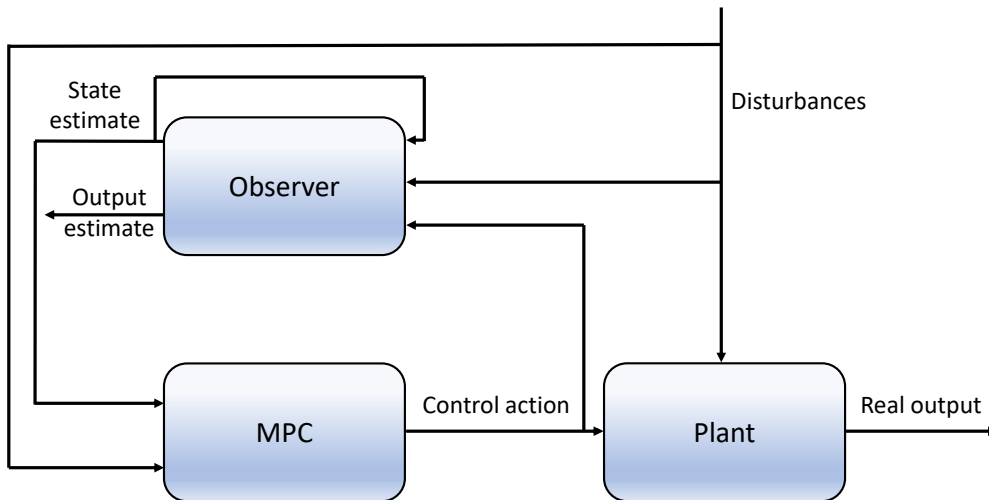 State
estimate
Disturbances
Observer
Output
estimate
Control action
Real output
MPC
Plant